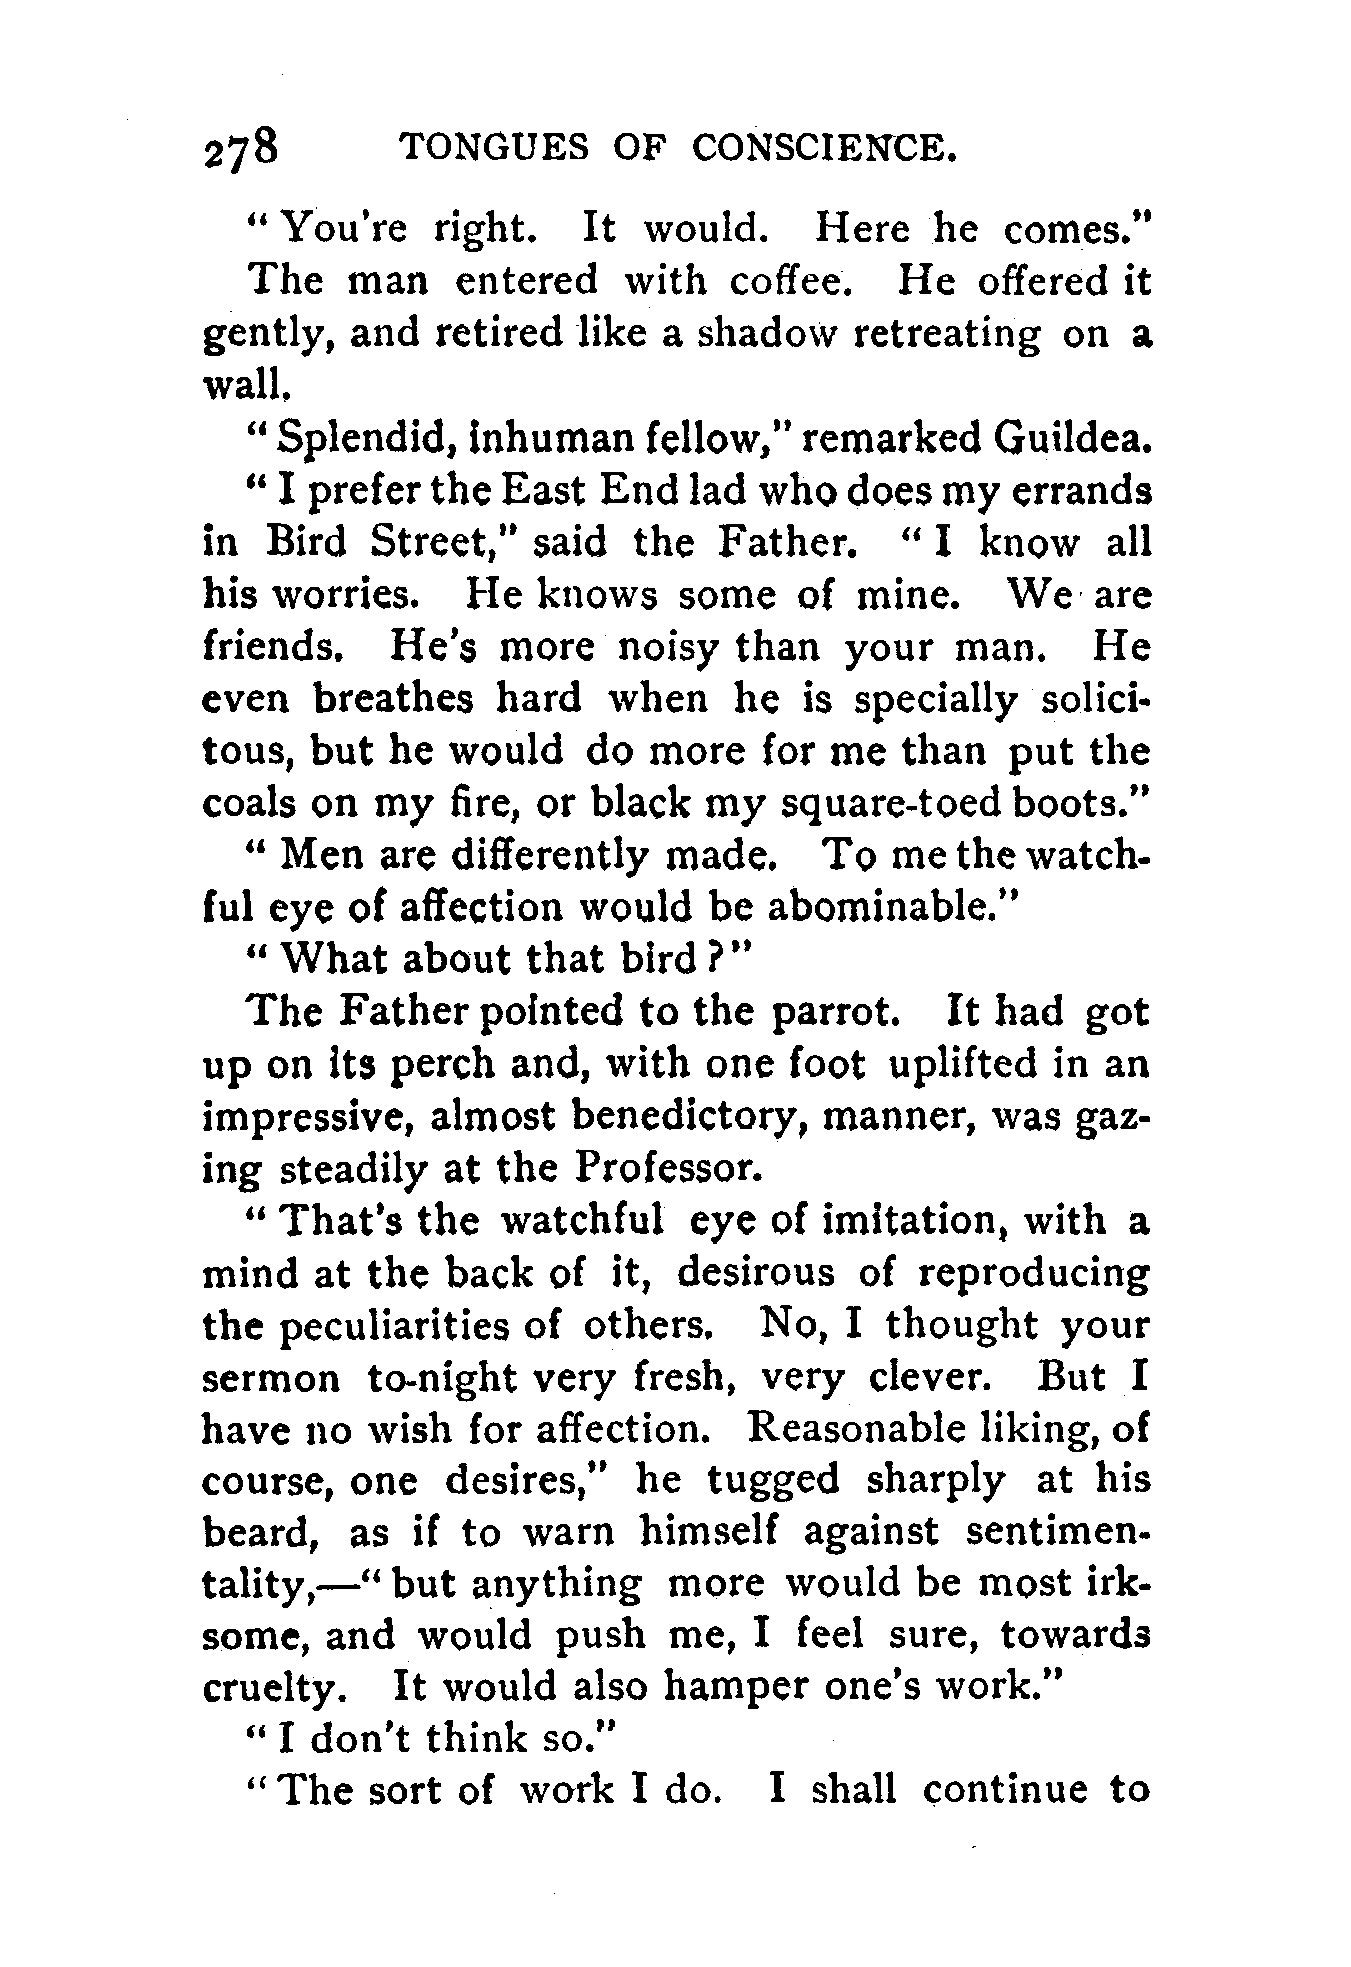 278 TONGUES OF CONSCIENCE.
" You're right. It would. Here he comes."
The man entered with coffee. He offered it
gently, and retired like a shadow retreating on a
wall.
" Splendid, inhuman fellow," remarked Guildea.
" I prefer the East End lad who does my errands
in Bird Street," said the Father. " I know all
his worries. He knows some of mine. We are
friends. He's more noisy than your man. He
even breathes hard when he is specially solici-
tous, but he would do more for me than put the
coals on my fire, or black my square-toed boots."
" Men are differently made. To me the watch-
ful eye of affection would be abominable."
" What about that bird ?"
The Father pointed to the parrot. It had got
up on its perch and, with one foot uplifted in an
impressive, almost benedictory, manner, was gaz-
ing steadily at the Professor.
" That's the watchful eye of imitation, with a
mind at the back of it, desirous of reproducing
the peculiarities of others. No, I thought your
sermon to-night very fresh, very clever. But I
have no wish for affection. Reasonable liking, of
course, one desires," he tugged sharply at his
beard, as if to warn himself against sentimen-
tality,—" but anything more would be most irk-
some, and would push me, I feel sure, towards
cruelty. It would also hamper one's work."
" I don't think so."
" The sort of work I do. I shall continue to